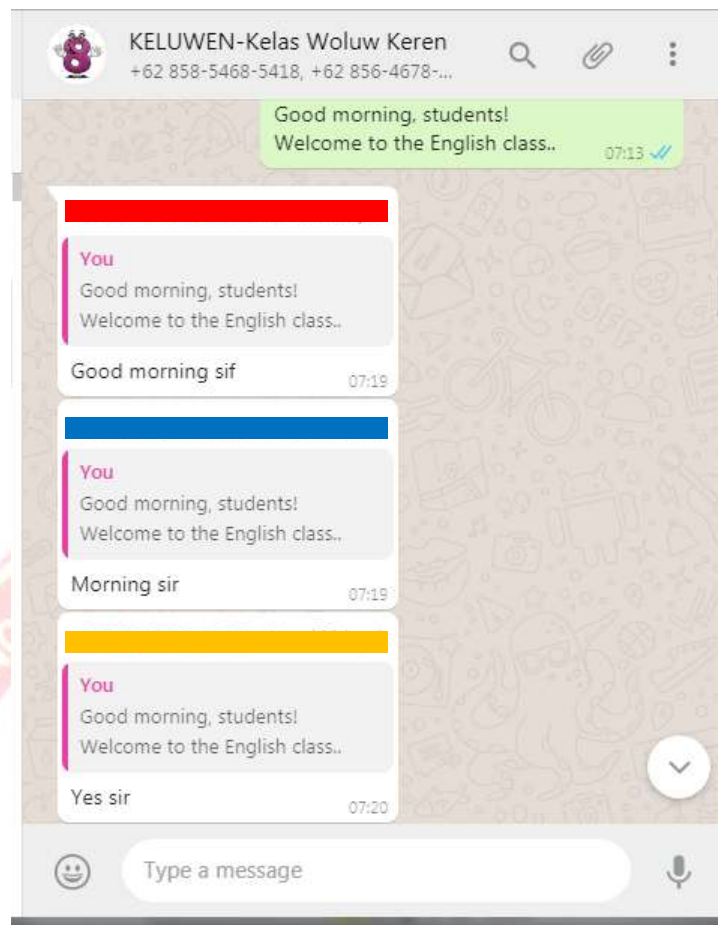 KELUWEN-Kelas Woluw Keren
+62 858-5468-5418, +62 856-4678-...
Good morning, students!
Welcome to the English class..
07:13
You
Good morning, students!
Welcome to the English class..
Good morning sif
07:19
You
Good morning, students!
Welcome to the English class..
Morning sir
07:19
You
Good morning, students!
Welcome to the English class..
Yes sir
07:20
Type a message